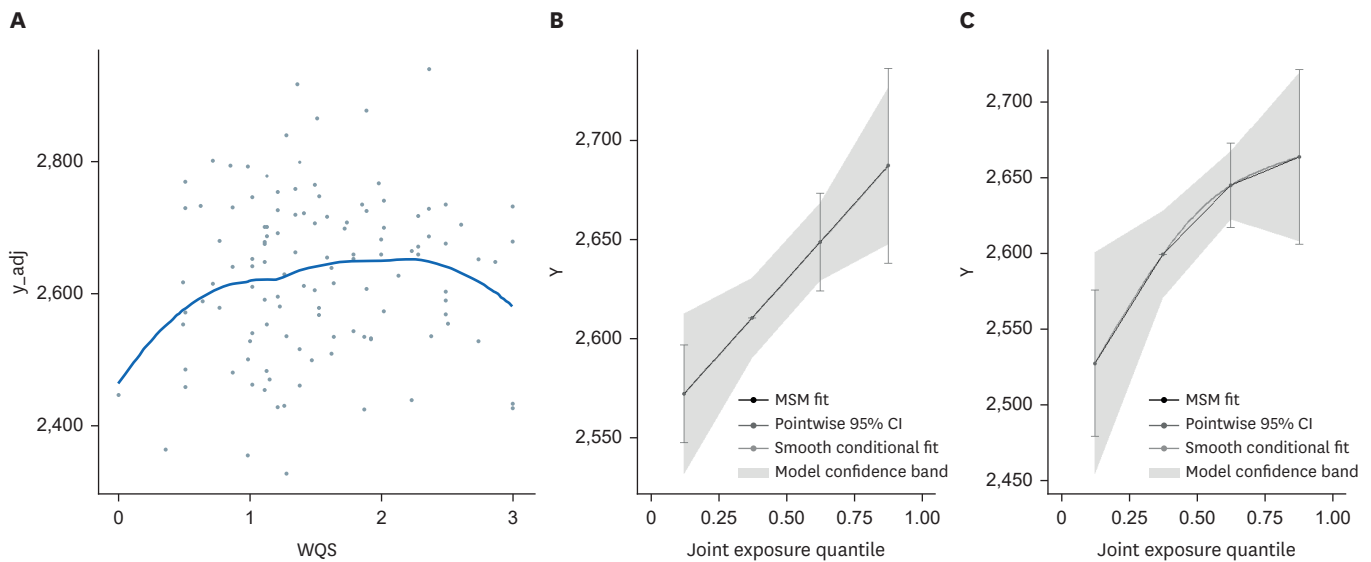 A
y_adj
2,800
2,600
2,400
0
1
2
3
WQS
B
Y
2,700
2,650
2,600
2,550
MSM fit
Pointwise 95% CI
Smooth conditional fit
Model confidence band
0
0.25
0.50
0.75
1.00
Joint exposure quantile
C
Y
2,700
2,650
2,600
2,550
2,500
2,450
MSM fit
Pointwise 95% CI
Smooth conditional fit
Model confidence band
0
0.25
0.50
0.75
1.00
Joint exposure quantile